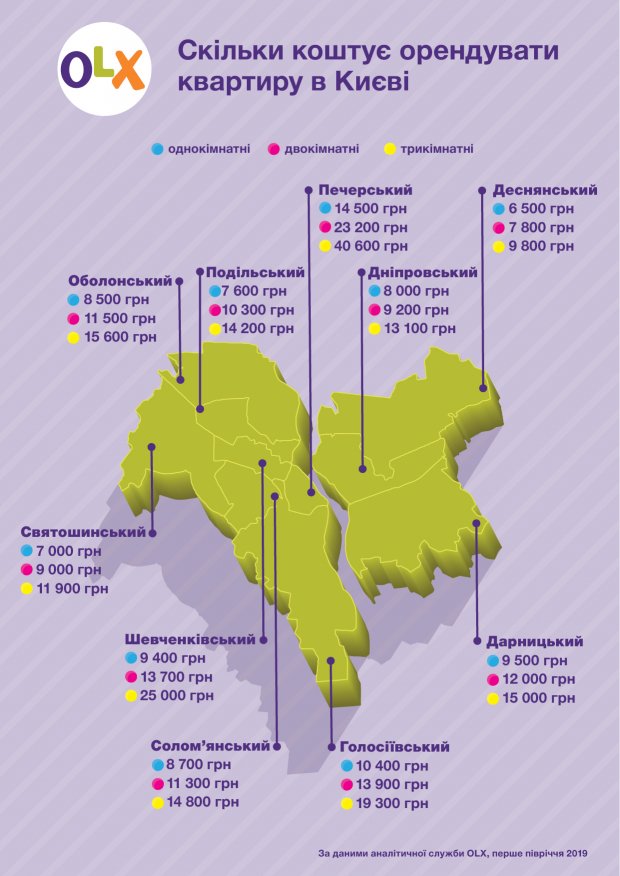 OLX
Скільки коштує орендувати
квартиру в Києві
однокімнатні
двокімнатні
трикімнатні
Печерський
14 500 грн
23 200 грн
40 600 грн
Деснянський
6 500 грн
7 800 грн
9 800 грн
Оболонський
8 500 грн
11 500 грн
15 600 грн
Подільський
7 600 грн
10 300 грн
14 200 грн
Дніпровський
8 000 грн
9 200 грн
13 100 грн
Святошинський
7 000 грн
9 000 грн
11 900 грн
Шевченківський
9 400 грн
13 700 грн
25 000 грн
Дарницький
9 500 грн
12 000 грн
15 000 грн
Солом’янський
8 700 грн
11 300 грн
14 800 грн
Голосіївський
10 400 грн
13 900 грн
19 300 грн
За даними аналітичної служби OLX, перше півріччя 2019